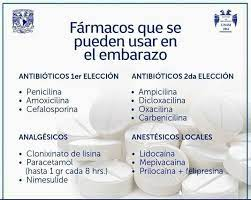 Fármacos que se
pueden usar en
el embarazo
ANTIBIÓTICOS 1er ELECCIÓN
• Penicilina
• Amoxicilina
• Cefalosporina
ANTIBIÓTICOS 2da ELECCIÓN
• Ampicilina
• Dicloxacilina
• Oxacilina
• Carbenicilina
ANALGÉSICOS
• Clonixinato de lisina
• Paracetamol
(hasta 1 gr cada 8 hrs.)
• Nimesulide
ANESTÉSICOS LOCALES
• Lidocaína
• Mepivacaína
• Prilocaína + felipresina